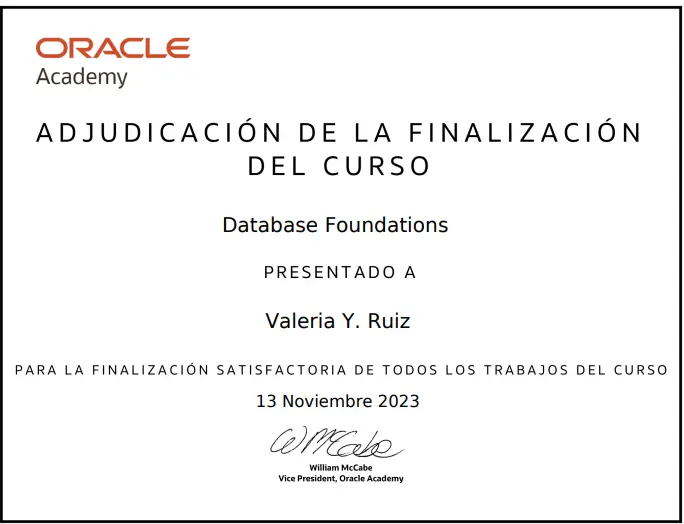 ORACLE
Academy
ADJUDICACIÓN DE LA FINALIZACIÓN
DEL CURSO
Database Foundations
PRESENTADO A
Valeria Y. Ruiz
PARA LA FINALIZACIÓN SATISFACTORIA DE TODOS LOS TRABAJOS DEL CURSO
13 Noviembre 2023
W McCabe
William McCabe
Vice President, Oracle Academy